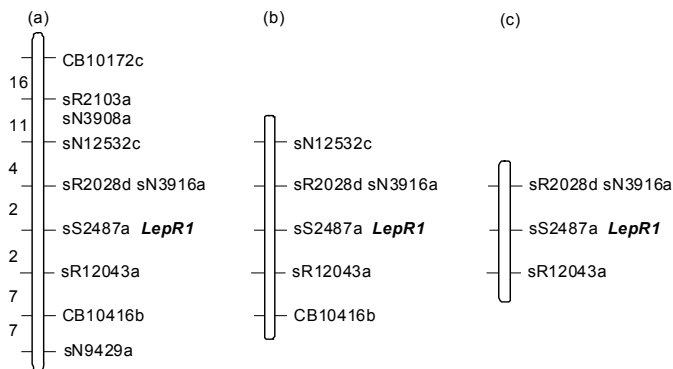 (a)
CB10172c
16
sR2103a
sN3908a
11
sN12532c
4
sR2028d sN3916a
2
sS2487a LepR1
2
sR12043a
7
CB10416b
7
sN9429a
(b)
sN12532c
sR2028d sN3916a
sS2487a LepR1
sR12043a
CB10416b
(c)
sR2028d sN3916a
sS2487a LepR1
sR12043a